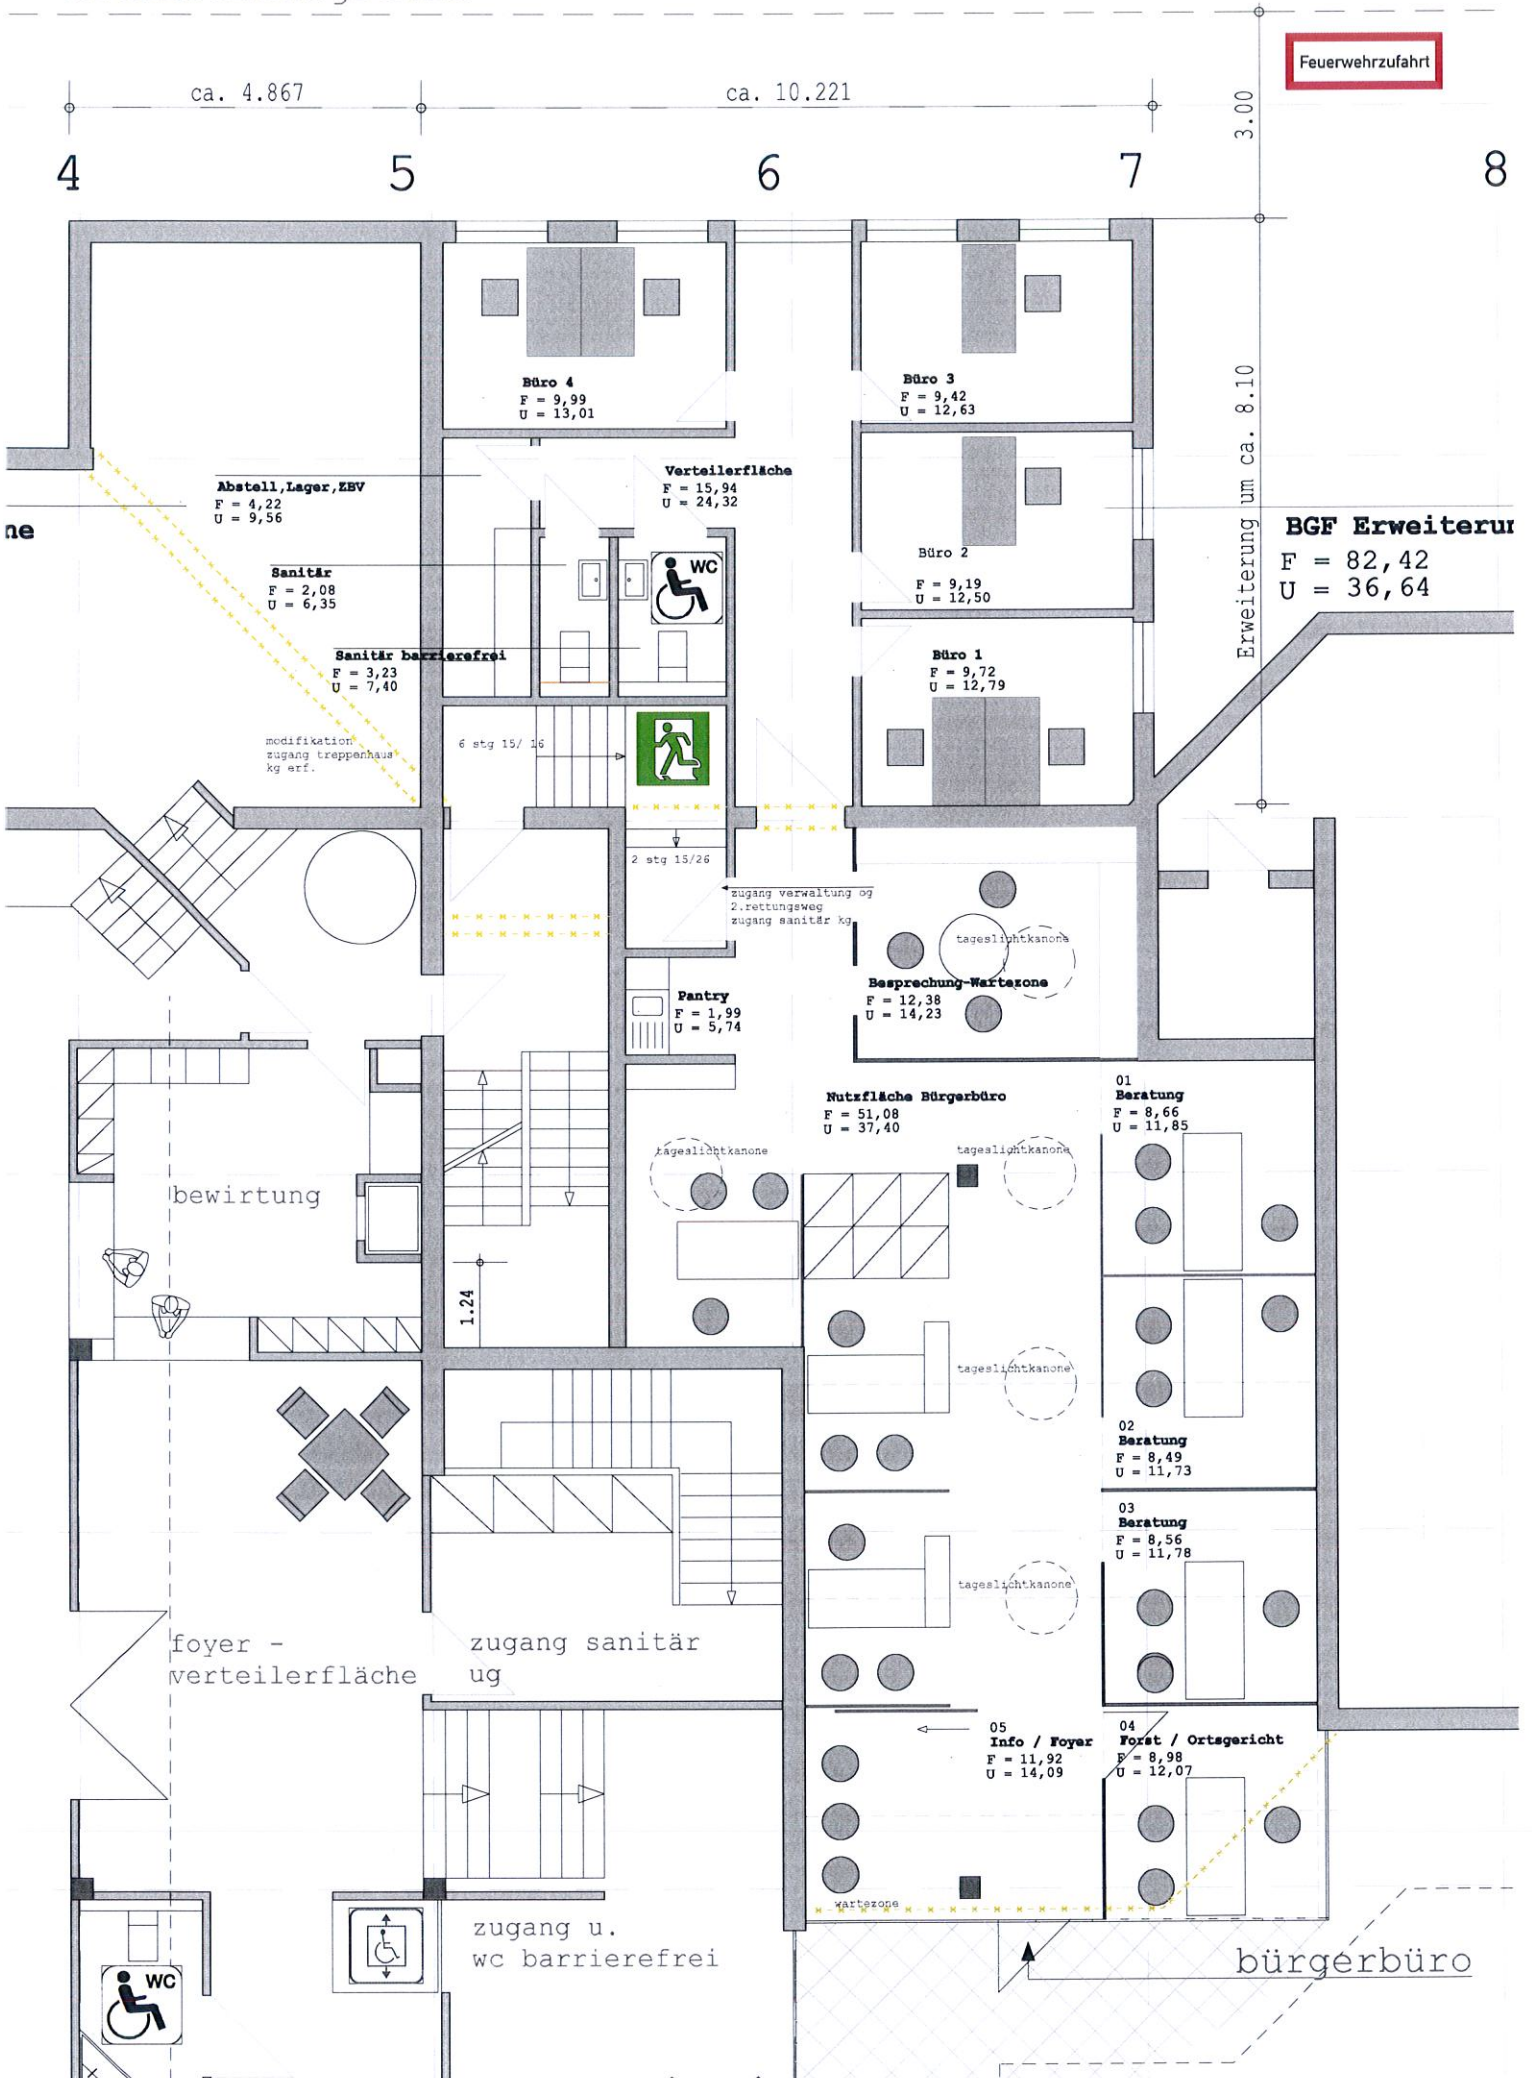 Feuerwehrzufahrt
ca. 4.867
ca. 10.221
3.00
4
5
6
7
8
Büro 4
F = 9,99
U = 13,01
Büro 3
F = 9,42
U = 12,63
Erweiterung um ca. 8.10
Abstell,Lager,ZBV
F = 4,22
U = 9,56
Verteilerfläche
F = 15,94
U = 24,32
ne
BGF Erweiterun
F = 82,42
U = 36,64
Büro 2
F = 9,19
U = 12,50
Sanitär
F = 2,08
U = 6,35
WC
Sanitär barrierefrei
F = 3,23
U = 7,40
Büro 1
F = 9,72
U = 12,79
modifikation
zugang treppenhaus
kg erf.
6 stg 15/ 16
2 stg 15/26
zugang verwaltung og
2.rettungsweg
zugang sanitär kg
tageslichtkanone
Besprechung-Wartezone
F = 12,38
U = 14,23
Pantry
F = 1,99
U = 5,74
Nutzfläche Bürgerbüro
F = 51,08
U = 37,40
01
Beratung
F = 8,66
U = 11,85
tageslichtkanone
tageslichtkanone
bewirtung
1.24
tageslichtkanone
02
Beratung
F = 8,49
U = 11,73
03
Beratung
F = 8,56
U = 11,78
tageslichtkanone
foyer -
verteilerfläche
zugang sanitär
ug
05
Info / Foyer
F = 11,92
U = 14,09
04
Forst / Ortsgericht
F = 8,98
U = 12,07
wartezone
zugang u.
wc barrierefrei
bürgerbüro
WC